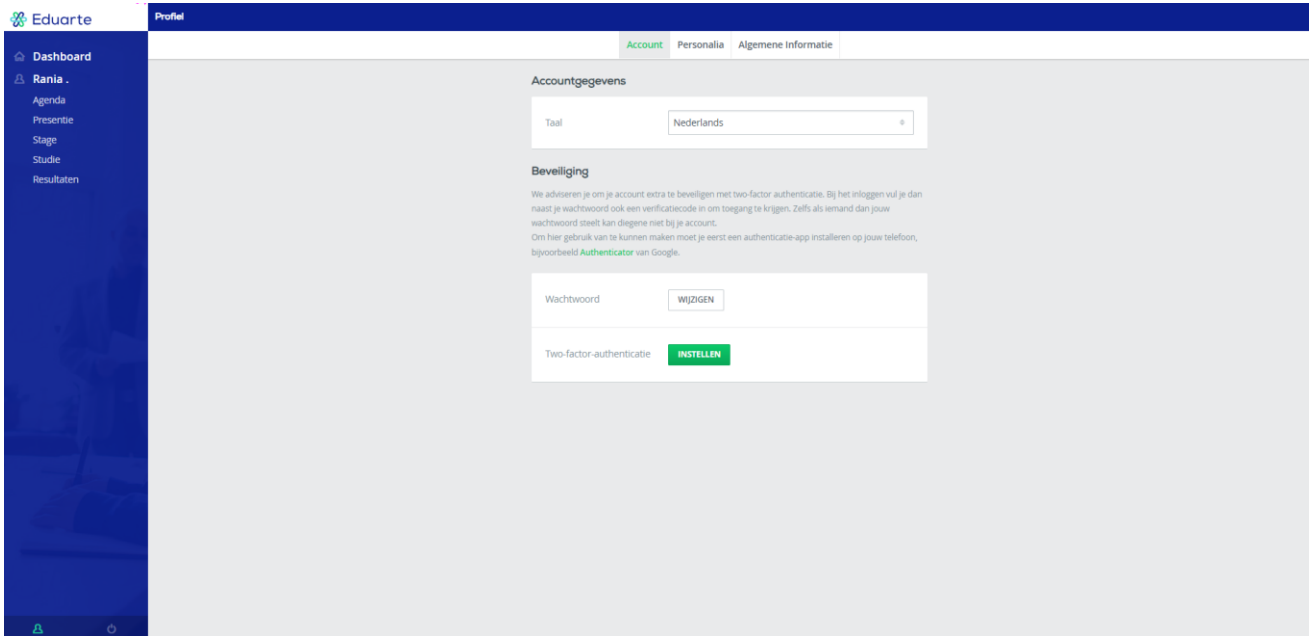 Eduarte
Profiel
Dashboard
Rania .
Agenda
Presentie
Stage
Studie
Resultaten
Account Personalia Algemene Informatie
Accountgegevens
Taal Nederlands
Beveiliging
We adviseren je om je account extra te beveiligen met two-factor authenticatie. Bij het inloggen vul je dan
naast je wachtwoord ook een verificatiecode in om toegang te krijgen. Zelfs als iemand dan jouw
wachtwoord steelt kan diegene niet bij je account.
Om hier gebruik van te kunnen maken moet je eerst een authenticatie-app installeren op jouw telefoon,
bijvoorbeeld Authenticator van Google.
Wachtwoord WIJZIGEN
Two-factor-authenticatie INSTELLEN